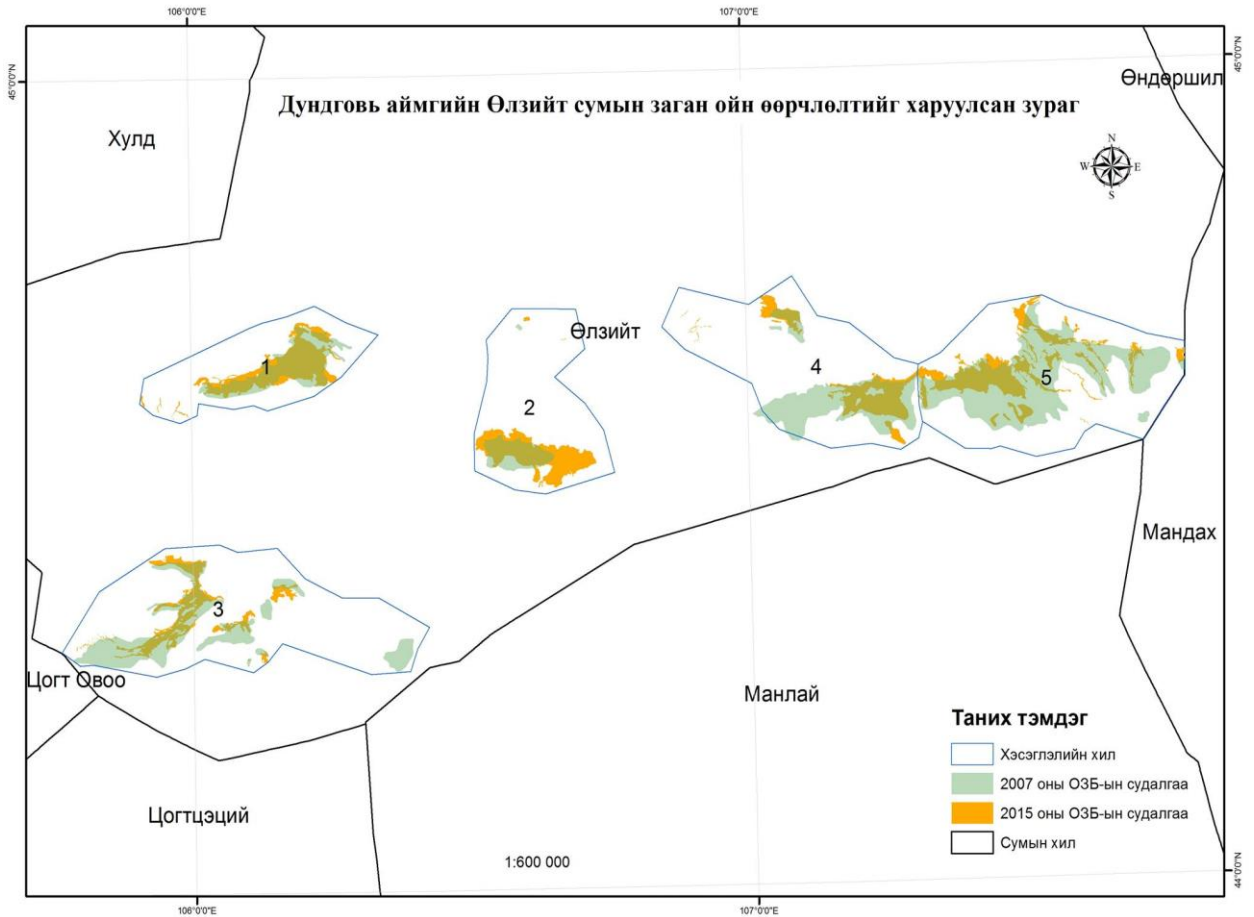 106°0'0"E
107°0'0"E
45°0'0"N
45°0'0"N
Өндөршил
Дундговь аймгийн Өлзийт сумын заган ойн өөрчлөлтийг харуулсан зураг
Хулд
N
W
E
S
Өлзийт
1
4
5
2
Мандах
3
Цогт Овоо
Манлай
Таних тэмдэг
Хэсэглэлийн хил
2007 оны ОЗБ-ын судалгаа
2015 оны ОЗБ-ын судалгаа
Сумын хил
Цогтцэций
1:600 000
44°0'0"N
106°0'0"E
107°0'0"E